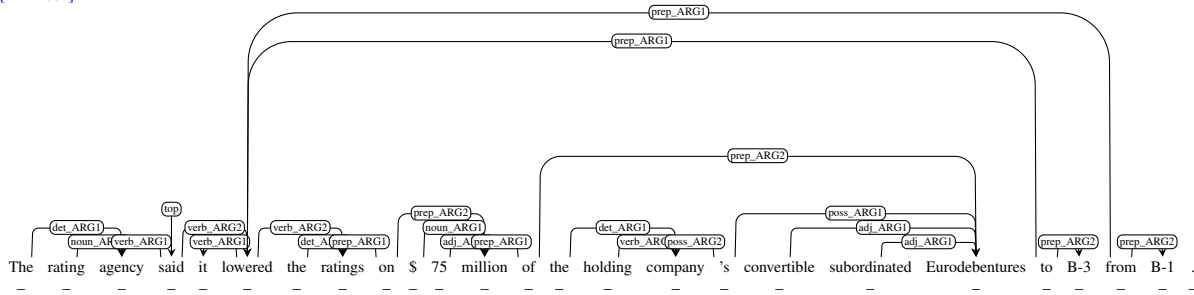 prep_ARG1
prep_ARG1
prep_ARG2
top
prep_ARG2 poss_ARG1
det_ARG1 verb_ARG2 verb_ARG2 noun_ARG1 det_ARG1 adj_ARG1
verb_ARG1 verb_ARG1 prep_ARG1 prep_ARG1 poss_ARG2 adj_ARG1 prep_ARG2 prep_ARG2
The rating agency said it lowered the ratings on $ 75 million of the holding company 's convertible subordinated Eurodebentures to B-3 from B-1 .